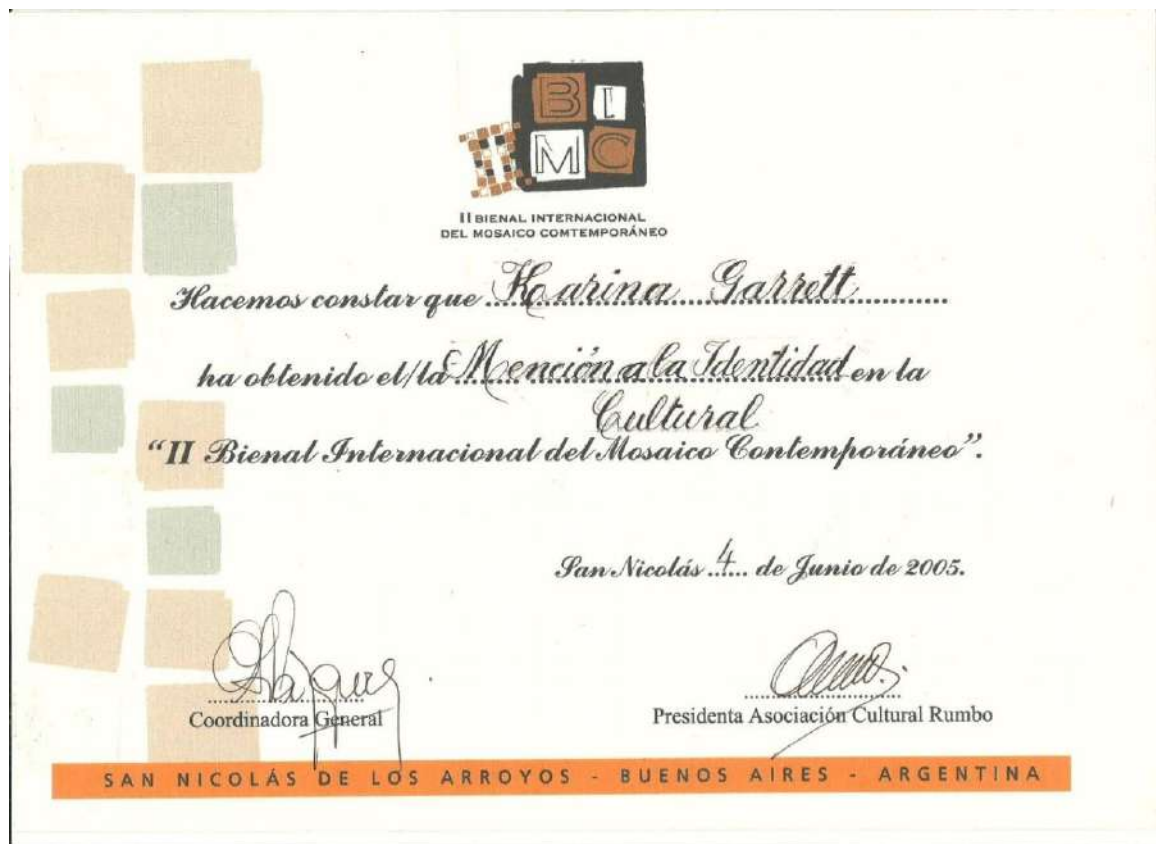 B I
II MC
II BIENAL INTERNACIONAL
DEL MOSAICO COMTEMPORÁNEO
Hacemos constar que Karina Garrett
ha obtenido el/la Mención a la Identidad en la
Cultural
“II Bienal Internacional del Mosaico Contemporáneo”.
San Nicolás 4 de Junio de 2005.
Coordinadora General
Presidenta Asociación Cultural Rumbo
SAN NICOLÁS DE LOS ARROYOS - BUENOS AIRES - ARGENTINA